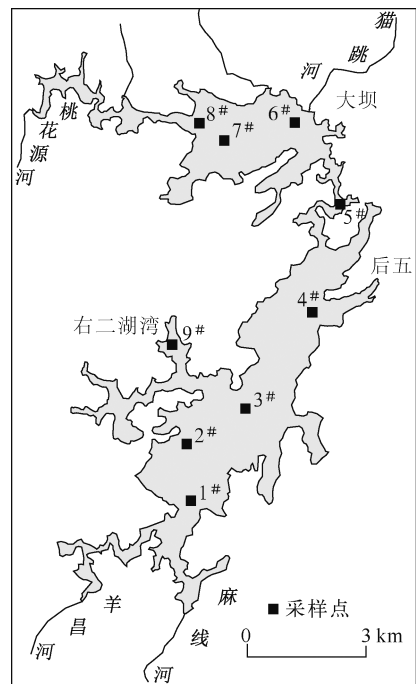 猫跳河
大坝
桃花源河
8#
6#
7#
5#
后五
4#
右二湖湾
9#
3#
2#
1#
羊昌河
麻线河
■ 采样点
0 3 km